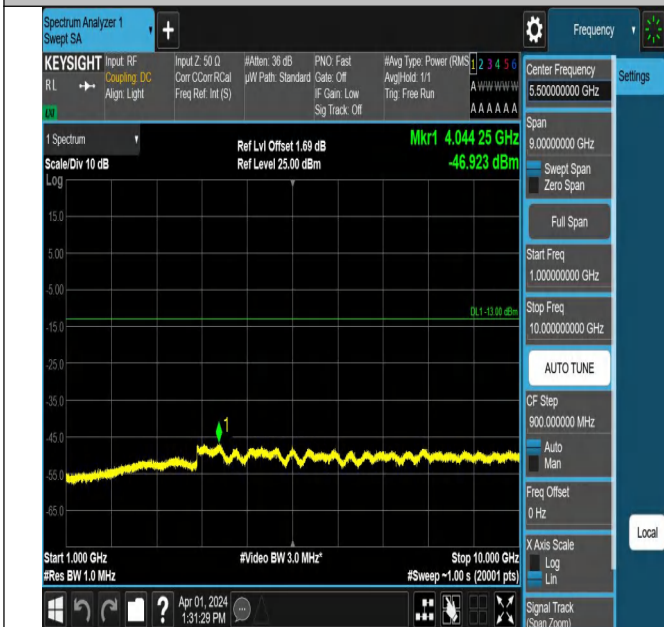 Spectrum Analyzer 1
Swept SA
Frequency
KEYSIGHT
RL
LXI
Input: RF
Coupling: DC
Align: Light
Input Z: 50 Ω
Corr CCorr RCal
Freq Ref: Int (S)
#Atten: 36 dB
µW Path: Standard
PNO: Fast
Gate: Off
IF Gain: Low
Sig Track: Off
#Avg Type: Power (RMS
Avg|Hold: 1/1
Trig: Free Run
1 2 3 4 5 6
A W W W W W
A A A A A A
Center Frequency
5.500000000 GHz
Settings
1 Spectrum
Scale/Div 10 dB
Ref Lvl Offset 1.69 dB
Ref Level 25.00 dBm
Mkr1 4.044 25 GHz
-46.923 dBm
Span
9.00000000 GHz
Swept Span
Zero Span
Full Span
Start Freq
1.000000000 GHz
Stop Freq
10.000000000 GHz
AUTO TUNE
CF Step
900.000000 MHz
Auto
Man
Freq Offset
0 Hz
X Axis Scale
Log
Lin
Signal Track
(Span Zoom)
Local
Log
15.0
5.00
-5.00
-15.0
-25.0
-35.0
-45.0
-55.0
-65.0
DL1 -13.00 dBm
1
Start 1.000 GHz
#Res BW 1.0 MHz
#Video BW 3.0 MHz*
Stop 10.000 GHz
#Sweep ~1.00 s (20001 pts)
?
Apr 01, 2024
1:31:29 PM